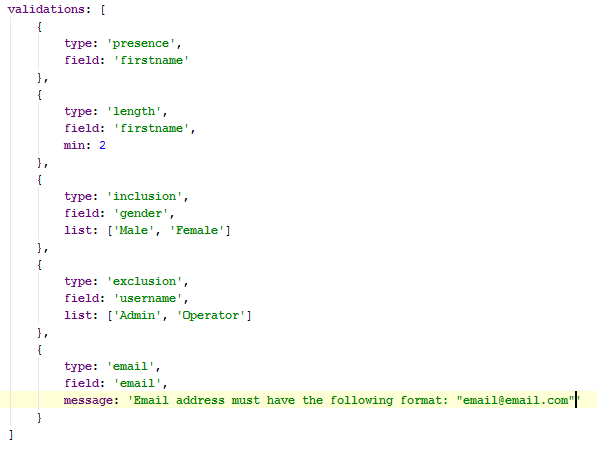 validations: [
    {
        type: 'presence',
        field: 'firstname'
    },
    {
        type: 'length',
        field: 'firstname',
        min: 2
    },
    {
        type: 'inclusion',
        field: 'gender',
        list: ['Male', 'Female']
    },
    {
        type: 'exclusion',
        field: 'username',
        list: ['Admin', 'Operator']
    },
    {
        type: 'email',
        field: 'email',
        message: 'Email address must have the following format: "email@email.com"'
    }
]